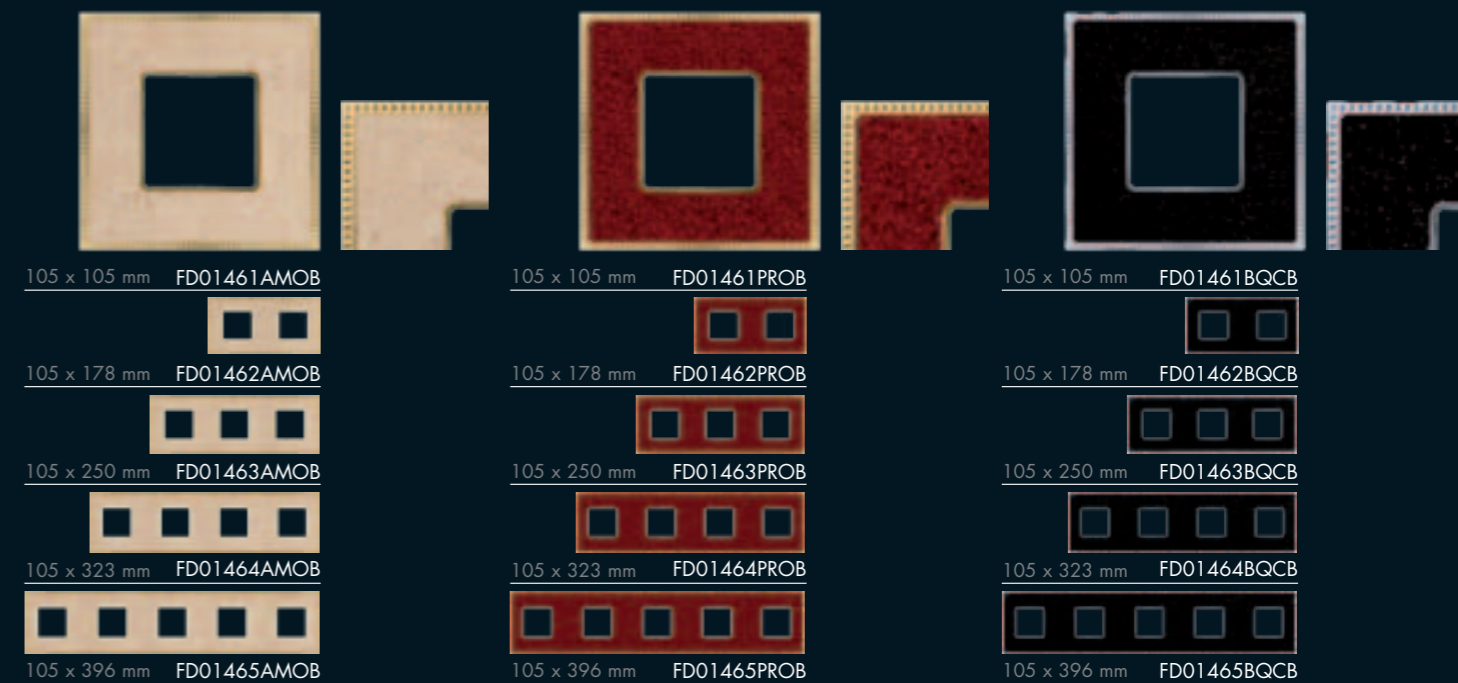 105 x 105 mm FD01461AMOB
105 x 178 mm FD01462AMOB
105 x 250 mm FD01463AMOB
105 x 323 mm FD01464AMOB
105 x 396 mm FD01465AMOB
105 x 105 mm FD01461PROB
105 x 178 mm FD01462PROB
105 x 250 mm FD01463PROB
105 x 323 mm FD01464PROB
105 x 396 mm FD01465PROB
105 x 105 mm FD01461BQCB
105 x 178 mm FD01462BQCB
105 x 250 mm FD01463BQCB
105 x 323 mm FD01464BQCB
105 x 396 mm FD01465BQCB